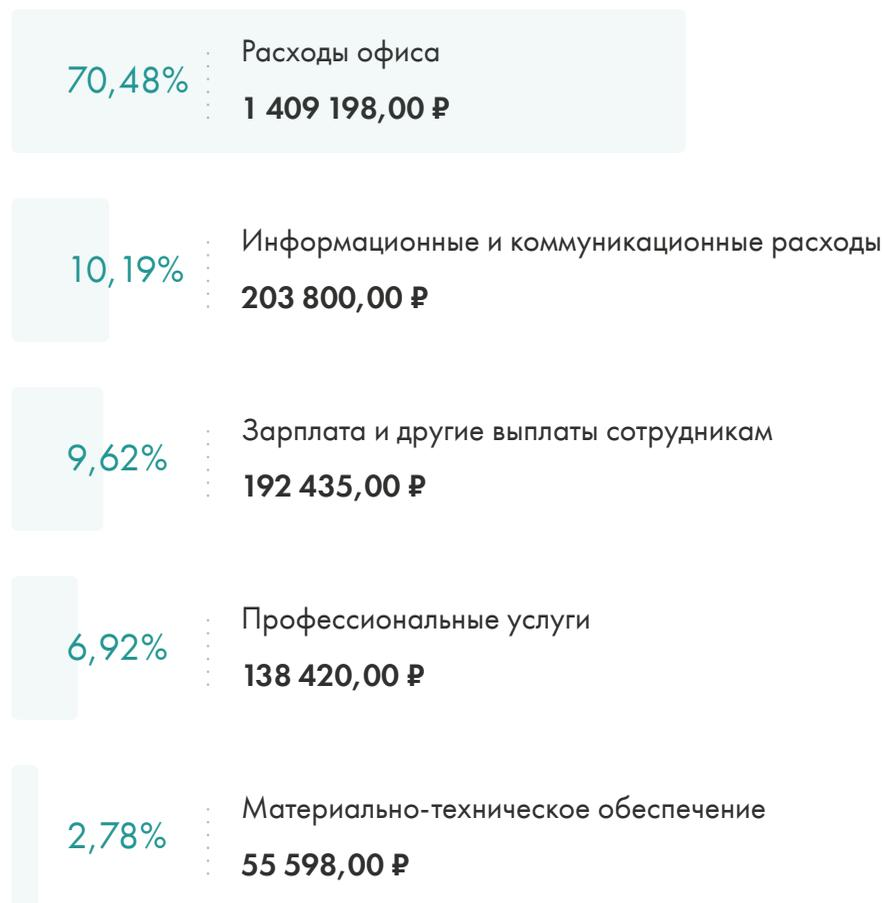 70,48%
Расходы офиса
1 409 198,00 ₽
10,19%
Информационные и коммуникационные расходы
203 800,00 ₽
9,62%
Зарплата и другие выплаты сотрудникам
192 435,00 ₽
6,92%
Профессиональные услуги
138 420,00 ₽
2,78%
Материально-техническое обеспечение
55 598,00 ₽